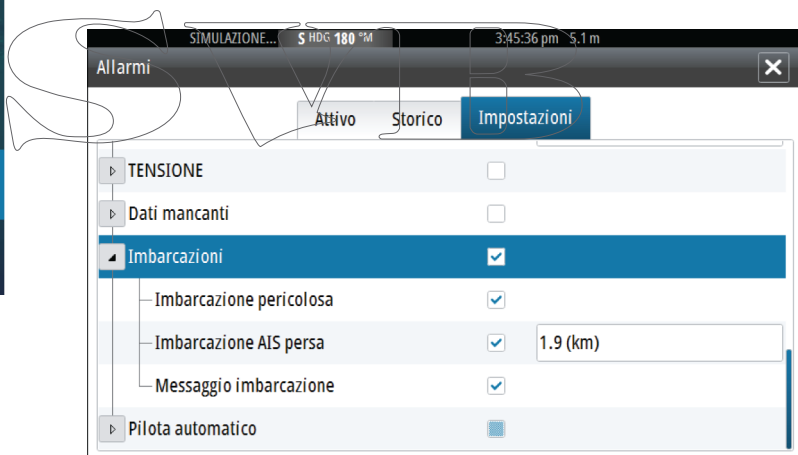 SIMULAZIONE... S HDG 180 °M 3:45:36 pm 5.1 m
Allarmi
Attivo Storico Impostazioni
TENSIONE
Dati mancanti
Imbarcazioni
Imbarcazione pericolosa
Imbarcazione AIS persa 1.9 (km)
Messaggio imbarcazione
Pilota automatico
SVB